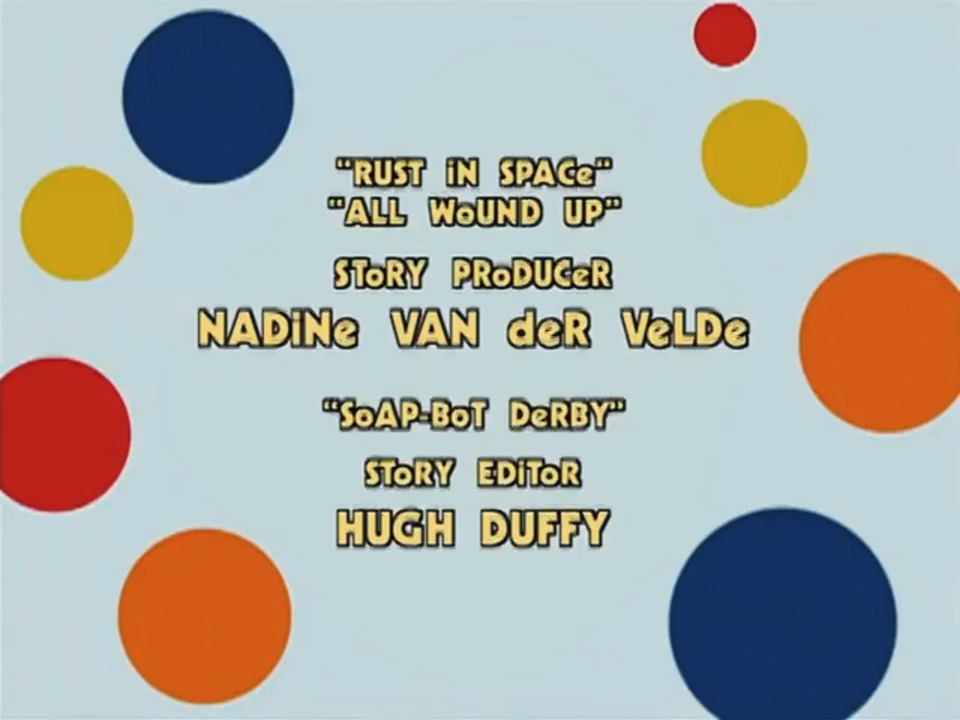 "RUST iN SPACe"
"ALL WoUND UP"
SToRY PRoDUCeR
NADiNe VAN deR VeLDe
"SoAP-BoT DeRBY"
SToRY EDiToR
HUGH DUFFY